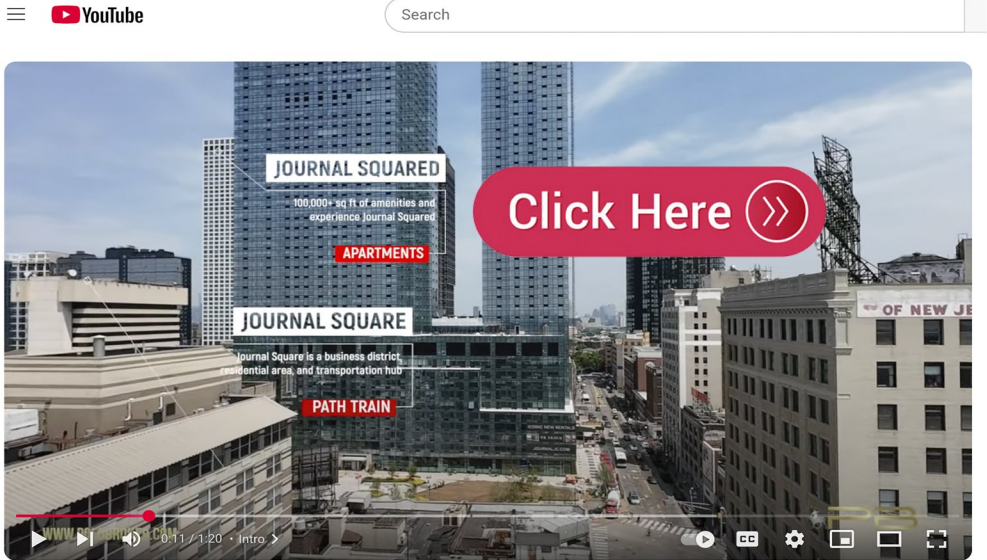 YouTube
Search
JOURNAL SQUARED
100,000+ sq ft of amenities and
experience Journal Squared
APARTMENTS
Click Here
JOURNAL SQUARE
Journal Square is a business district,
residential area, and transportation hub
PATH TRAIN
OF NEW JE
0:11 / 1:20 • Intro
CC